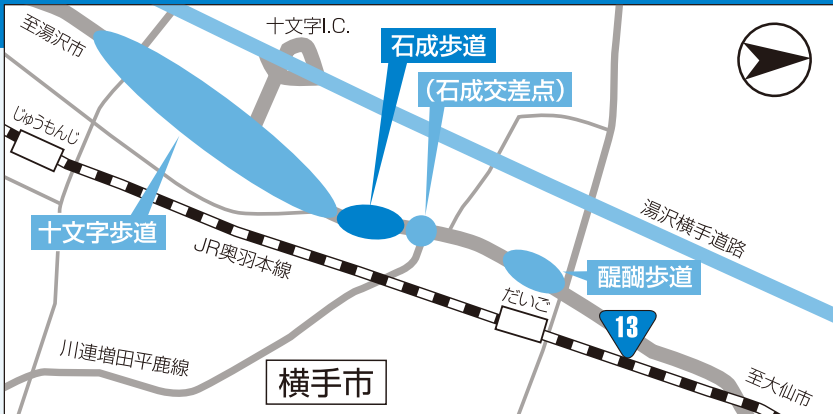 至湯沢市
十文字I.C.
石成歩道
(石成交差点)
じゅうもんじ
十文字歩道
JR奥羽本線
湯沢横手道路
醍醐歩道
だいご
13
川連増田平鹿線
横手市
至大仙市